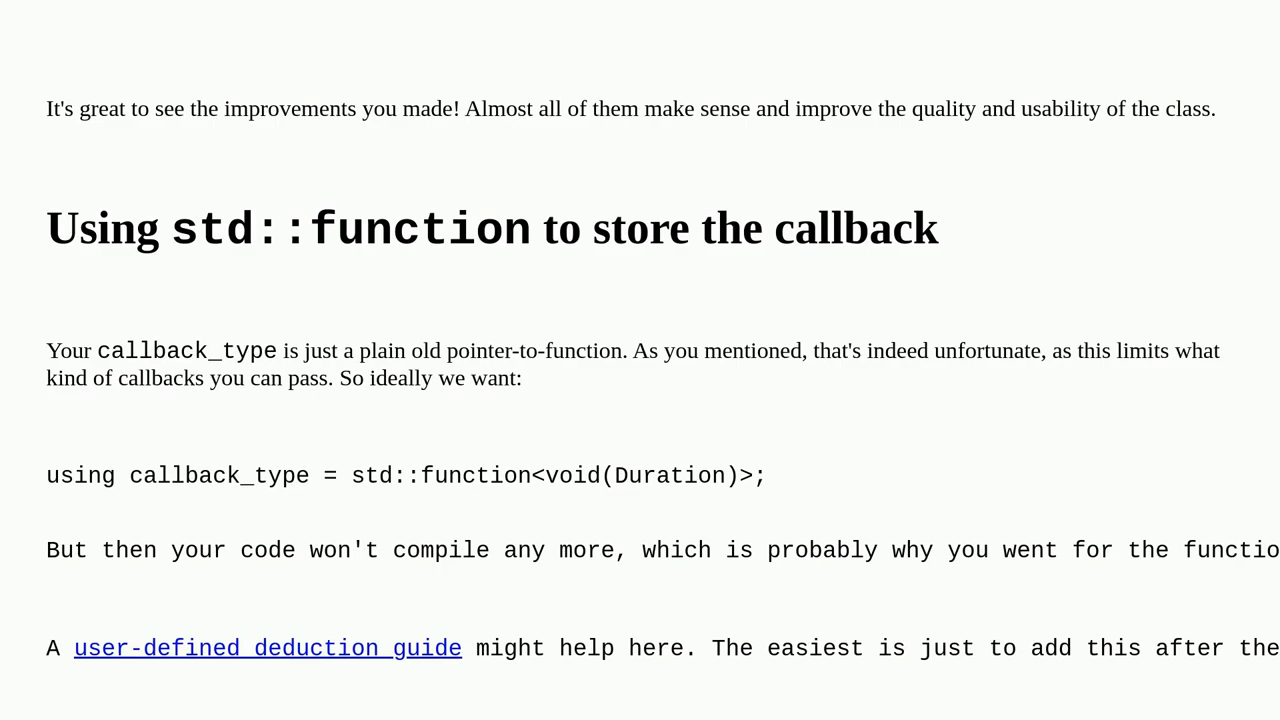 It's great to see the improvements you made! Almost all of them make sense and improve the quality and usability of the class.
Using std::function to store the callback
Your callback_type is just a plain old pointer-to-function. As you mentioned, that's indeed unfortunate, as this limits what
kind of callbacks you can pass. So ideally we want:
using callback_type = std::function<void(Duration)>;
But then your code won't compile any more, which is probably why you went for the functio
A user-defined deduction guide might help here. The easiest is just to add this after the